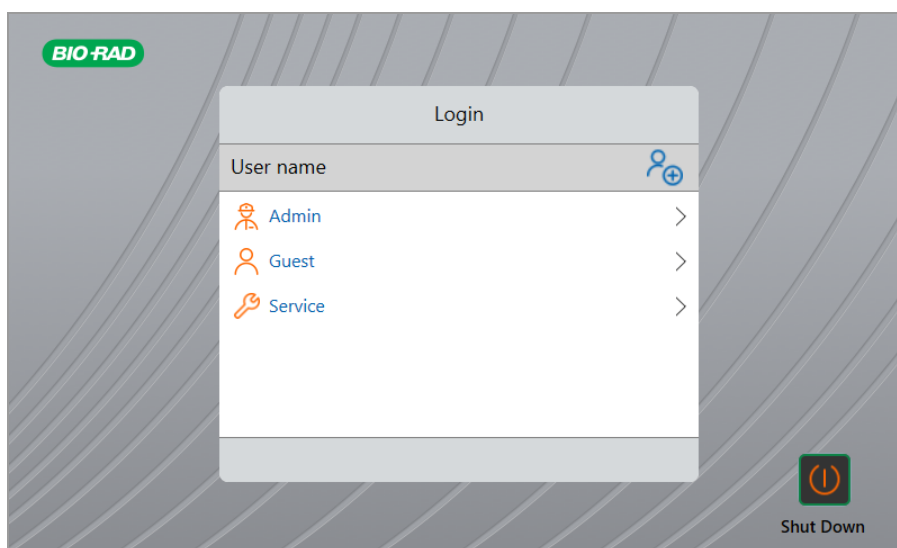 BIO-RAD
Login
User name
Admin
Guest
Service
Shut Down